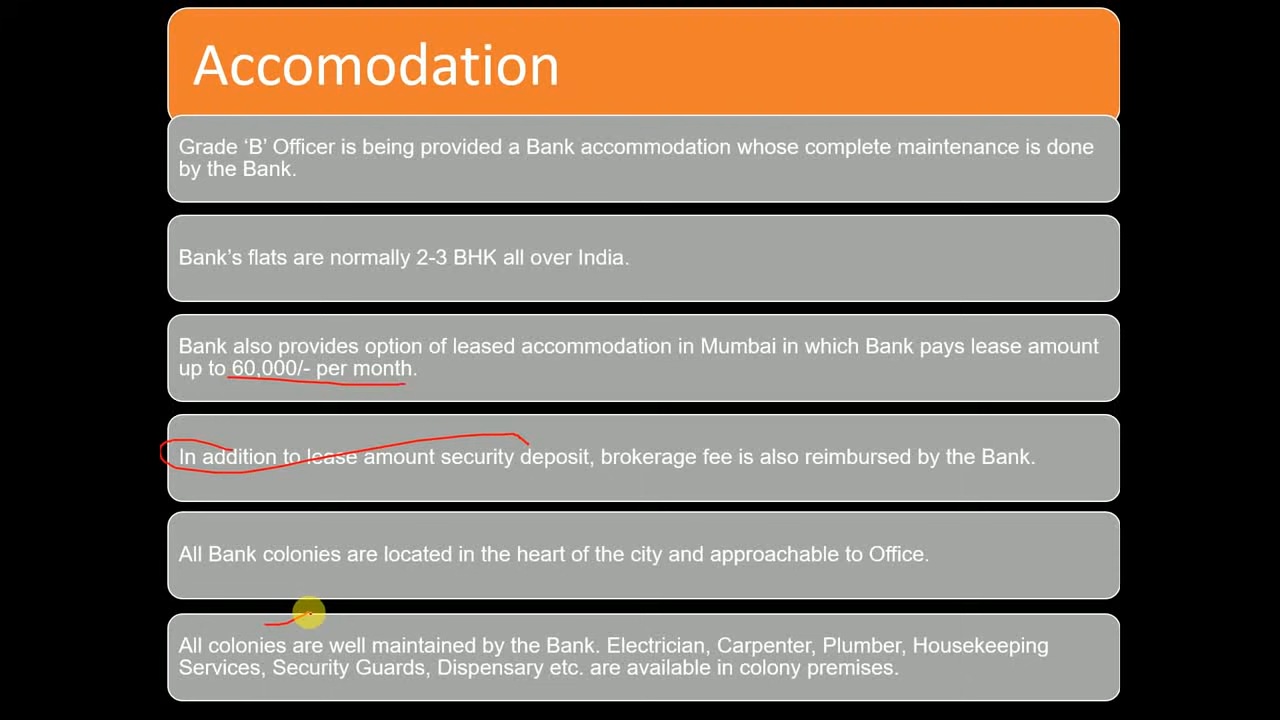 Accomodation
Grade ‘B’ Officer is being provided a Bank accommodation whose complete maintenance is done
by the Bank.
Bank’s flats are normally 2-3 BHK all over India.
Bank also provides option of leased accommodation in Mumbai in which Bank pays lease amount
up to 60,000/- per month.
In addition to lease amount security deposit, brokerage fee is also reimbursed by the Bank.
All Bank colonies are located in the heart of the city and approachable to Office.
All colonies are well maintained by the Bank. Electrician, Carpenter, Plumber, Housekeeping
Services, Security Guards, Dispensary etc. are available in colony premises.